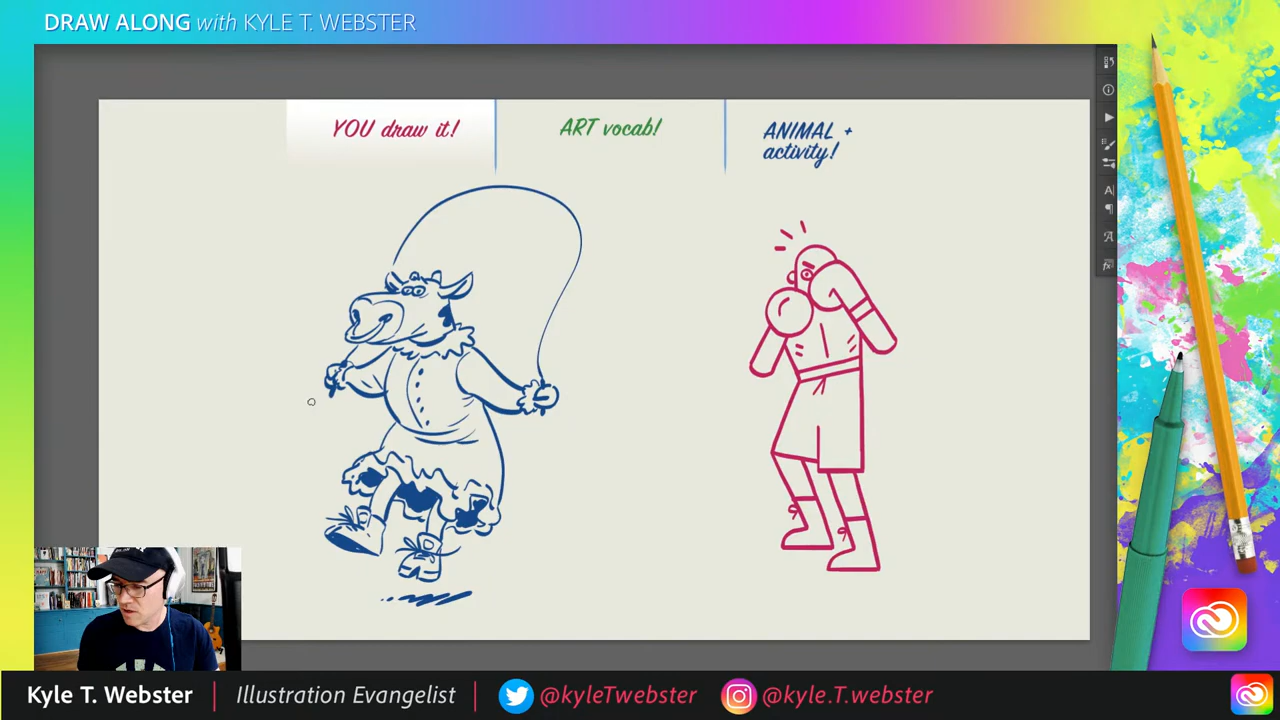 DRAW ALONG with KYLE T. WEBSTER
YOU draw it!
ART vocab!
ANIMAL +
activity!
Kyle T. Webster | Illustration Evangelist | @kyleTwebster @kyle.T.webster